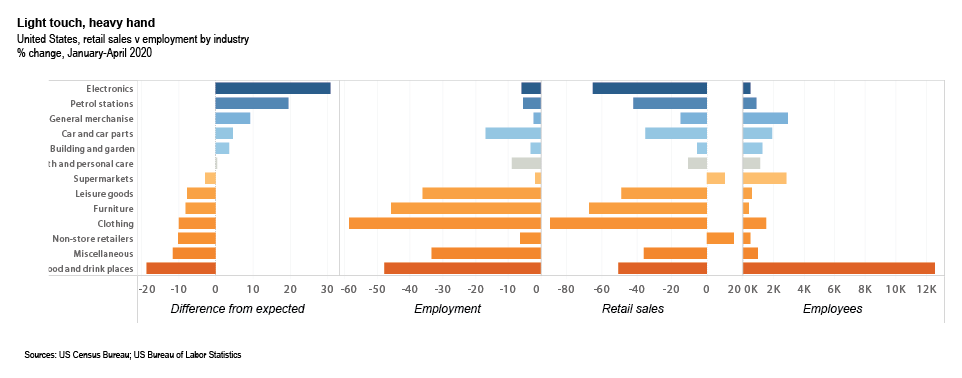 Light touch, heavy hand
United States, retail sales v employment by industry
% change, January-April 2020
Electronics
Petrol stations
General merchanise
Car and car parts
Building and garden
th and personal care
Supermarkets
Leisure goods
Furniture
Clothing
Non-store retailers
Miscellaneous
ood and drink places
-20 -10 0 10 20 30 -60 -50 -40 -30 -20 -10 0 -80 -60 -40 -20 0 20 0K 2K 4K 6K 8K 10K 12K
Difference from expected Employment Retail sales Employees
Sources: US Census Bureau; US Bureau of Labor Statistics